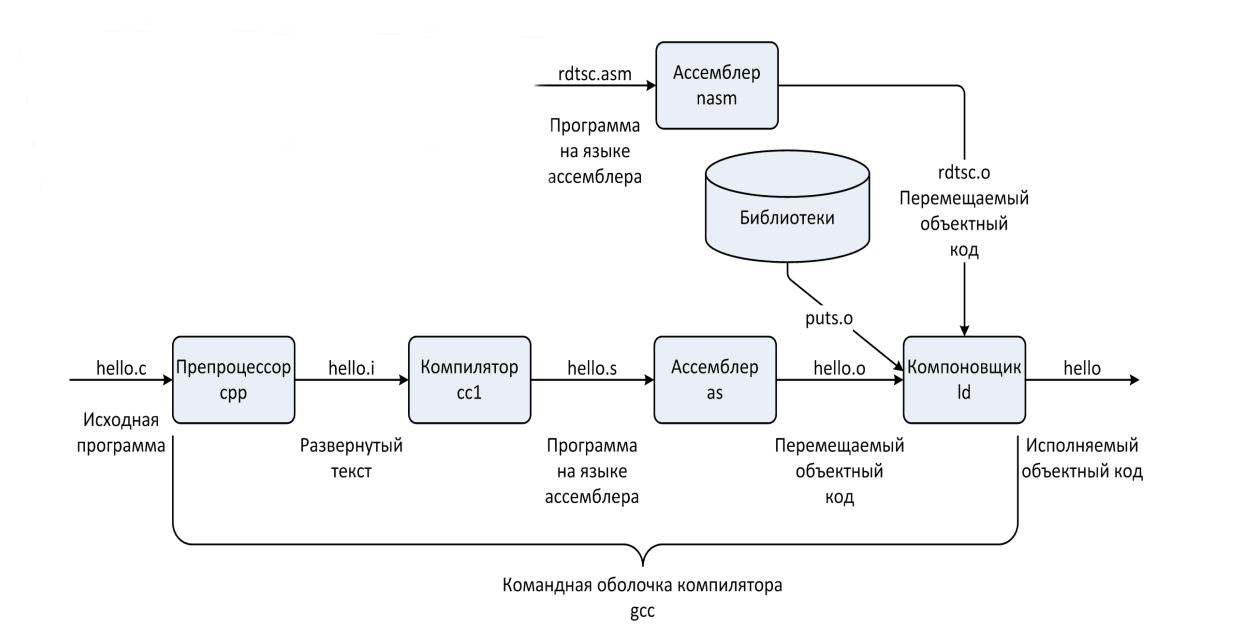 rdtsc.asm
Ассемблер
nasm
Программа
на языке
ассемблера
Библиотеки
rdtsc.o
Перемещаемый
объектный
код
puts.o
hello.c
Препроцессор
cpp
hello.i
Компилятор
cc1
hello.s
Ассемблер
as
hello.o
Компоновщик
ld
hello
Исходная
программа
Развернутый
текст
Программа
на языке
ассемблера
Перемещаемый
объектный
код
Исполняемый
объектный код
Командная оболочка компилятора
gcc